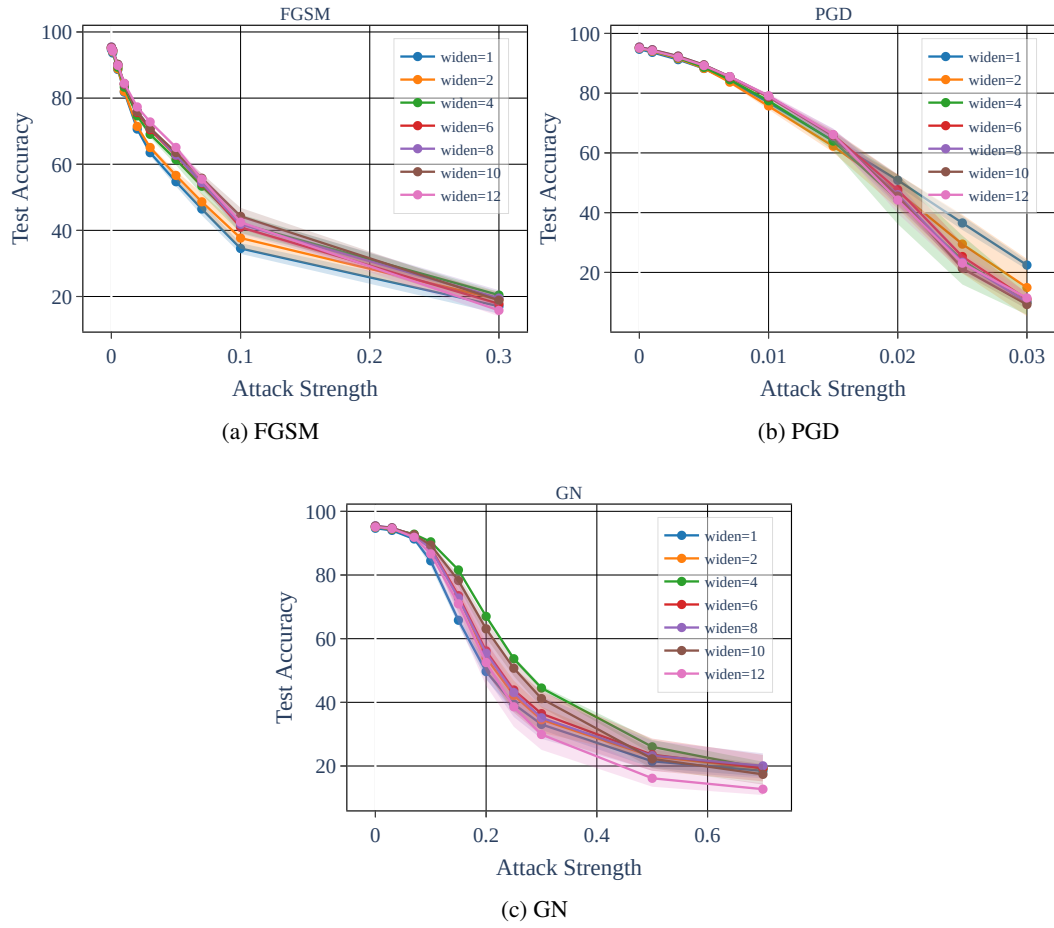 FGSM
100
80
60
40
20
Test Accuracy
0
0.1
0.2
0.3
Attack Strength
widen=1
widen=2
widen=4
widen=6
widen=8
widen=10
widen=12
(a) FGSM
PGD
100
80
60
40
20
Test Accuracy
0
0.01
0.02
0.03
Attack Strength
widen=1
widen=2
widen=4
widen=6
widen=8
widen=10
widen=12
(b) PGD
GN
100
80
60
40
20
Test Accuracy
0
0.2
0.4
0.6
Attack Strength
widen=1
widen=2
widen=4
widen=6
widen=8
widen=10
widen=12
(c) GN